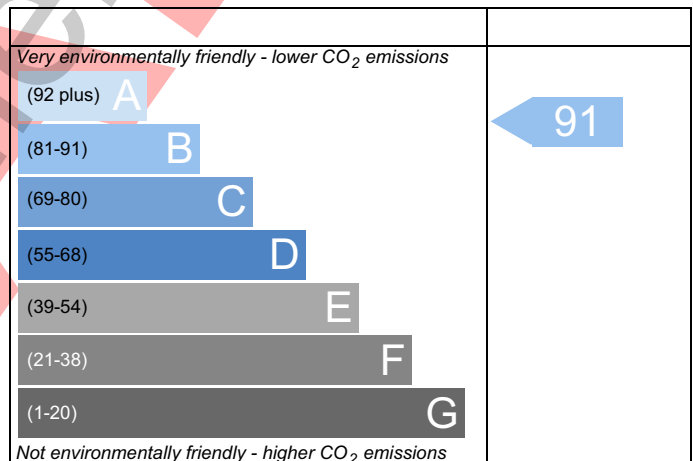 Very environmentally friendly - lower CO₂ emissions
(92 plus) A
91
(81-91) B
(69-80) C
(55-68) D
(39-54) E
(21-38) F
(1-20) G
Not environmentally friendly - higher CO₂ emissions